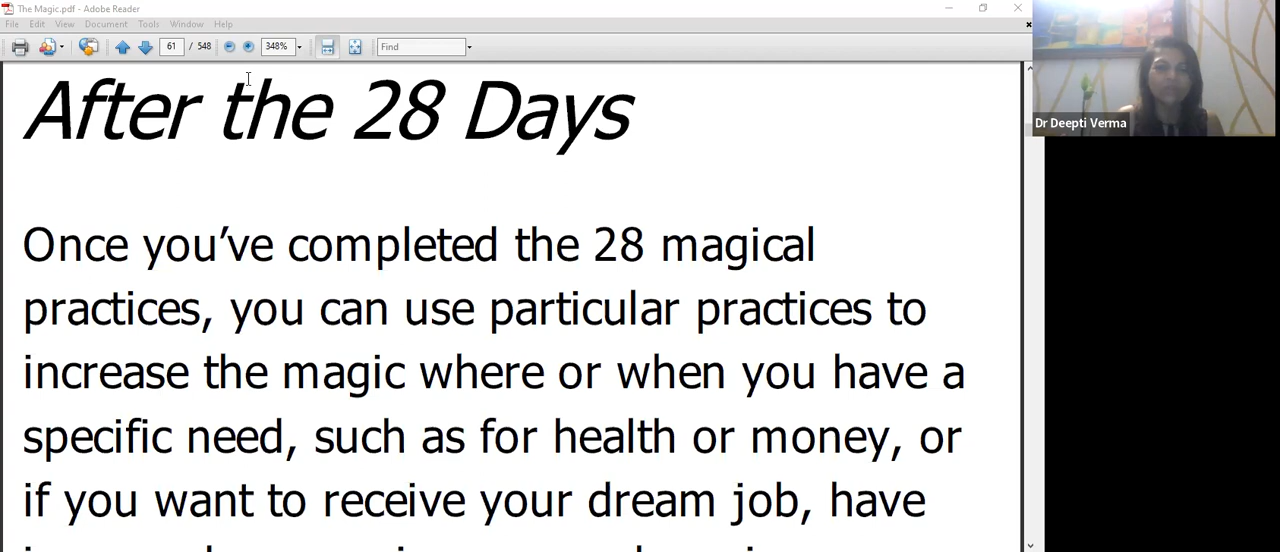 The Magic.pdf - Adobe Reader
File Edit View Document Tools Window Help
61 / 548 348% Find
After the 28 Days
Once you've completed the 28 magical
practices, you can use particular practices to
increase the magic where or when you have a
specific need, such as for health or money, or
if you want to receive your dream job, have
Dr Deepti Verma